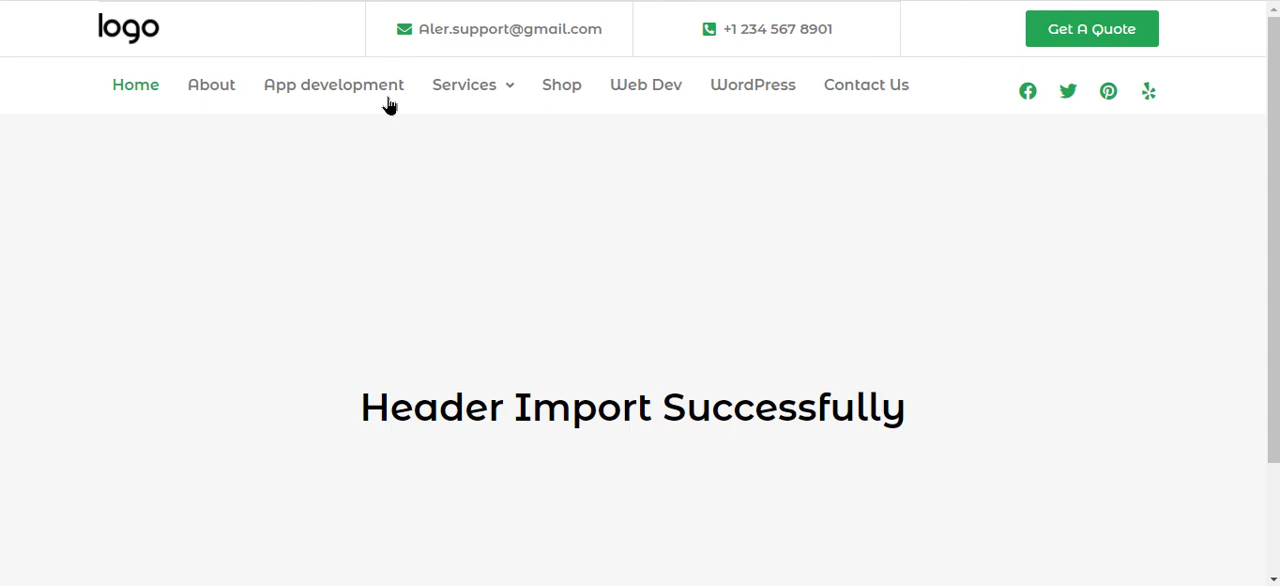 logo
Aler.support@gmail.com
+1 234 567 8901
Get A Quote
Home About App development Services Shop Web Dev WordPress Contact Us
Header Import Successfully